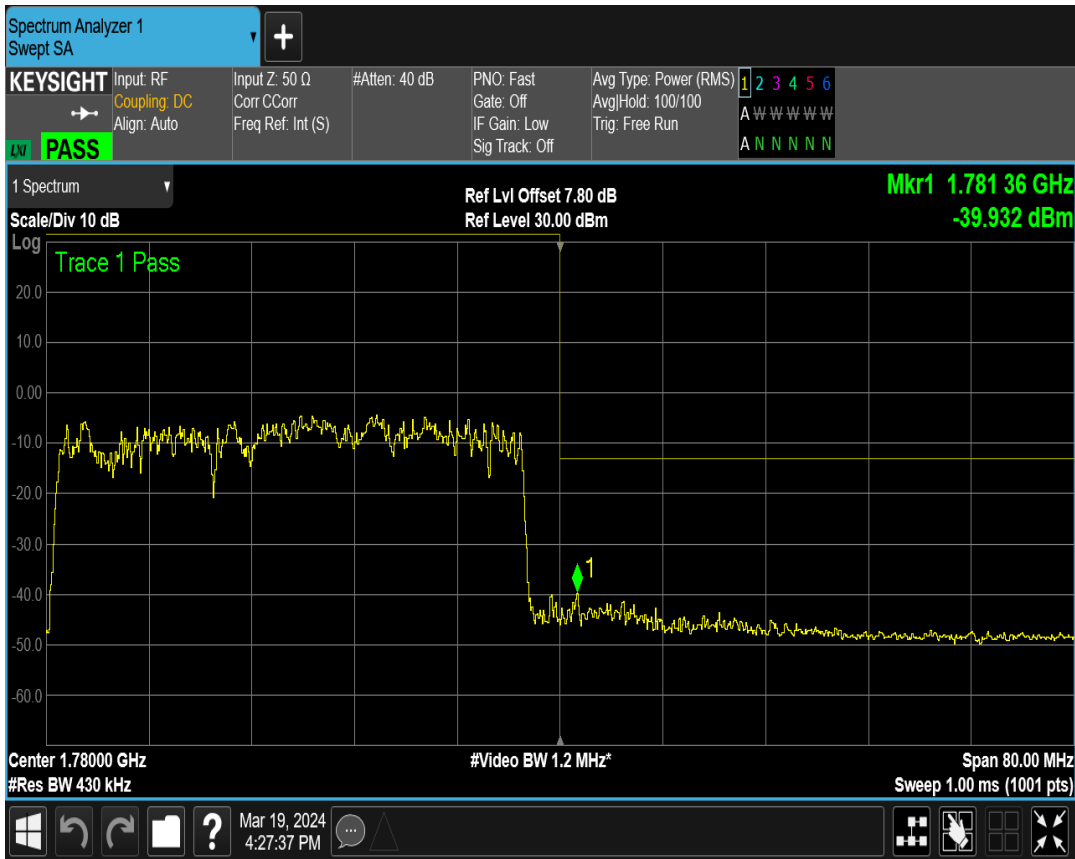 Spectrum Analyzer 1
Swept SA
+
KEYSIGHT
LXI PASS
Input: RF
Coupling: DC
Align: Auto
Input Z: 50 Ω
Corr CCorr
Freq Ref: Int (S)
#Atten: 40 dB
PNO: Fast
Gate: Off
IF Gain: Low
Sig Track: Off
Avg Type: Power (RMS)
Avg|Hold: 100/100
Trig: Free Run
1 2 3 4 5 6
A W W W W W
A N N N N N
1 Spectrum
Scale/Div 10 dB
Ref Lvl Offset 7.80 dB
Ref Level 30.00 dBm
Mkr1 1.781 36 GHz
-39.932 dBm
Log
Trace 1 Pass
20.0
10.0
0.00
-10.0
-20.0
-30.0
1
-40.0
-50.0
-60.0
Center 1.78000 GHz
#Video BW 1.2 MHz*
Span 80.00 MHz
#Res BW 430 kHz
Sweep 1.00 ms (1001 pts)
?
Mar 19, 2024
4:27:37 PM